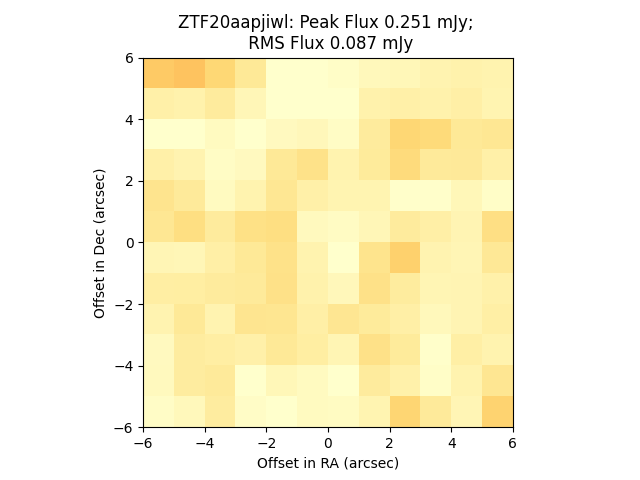 ZTF20aapjiwl: Peak Flux 0.251 mJy;
RMS Flux 0.087 mJy
6
4
2
0
−2
−4
−6
Offset in Dec (arcsec)
−6 −4 −2 0 2 4 6
Offset in RA (arcsec)